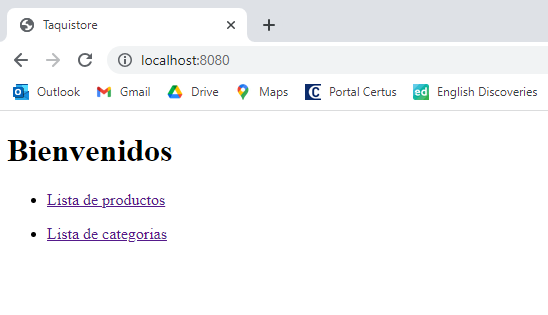 Taquistore
localhost:8080
Outlook Gmail Drive Maps Portal Certus English Discoveries
Bienvenidos
Lista de productos
Lista de categorias